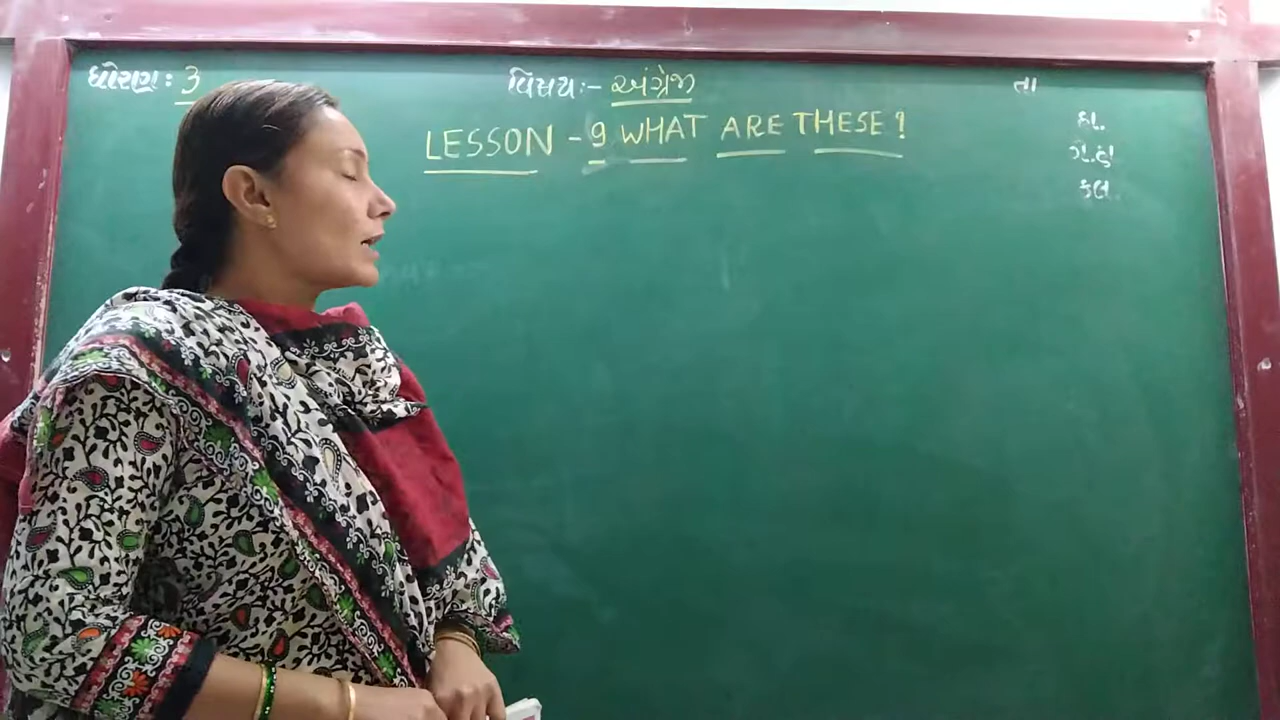 ધોરણ : 3
વિષય :- અંગ્રેજી
તા
LESSON - 9 WHAT ARE THESE ?
હા.
ગે.હા
કુલ.